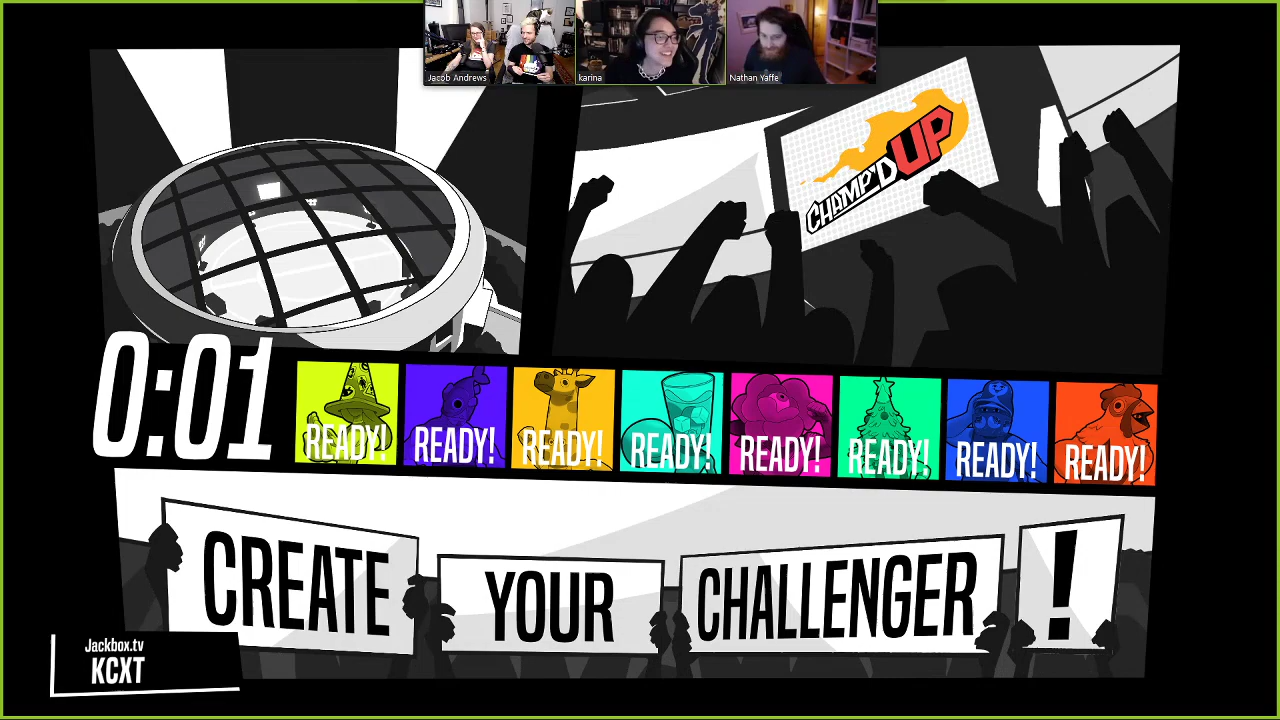 Jacob Andrews
karina
Nathan Yaffe
CHAMP'D UP
0:01
READY!
READY!
READY!
READY!
READY!
READY!
READY!
READY!
CREATE YOUR CHALLENGER !
Jackbox.tv
KCXT